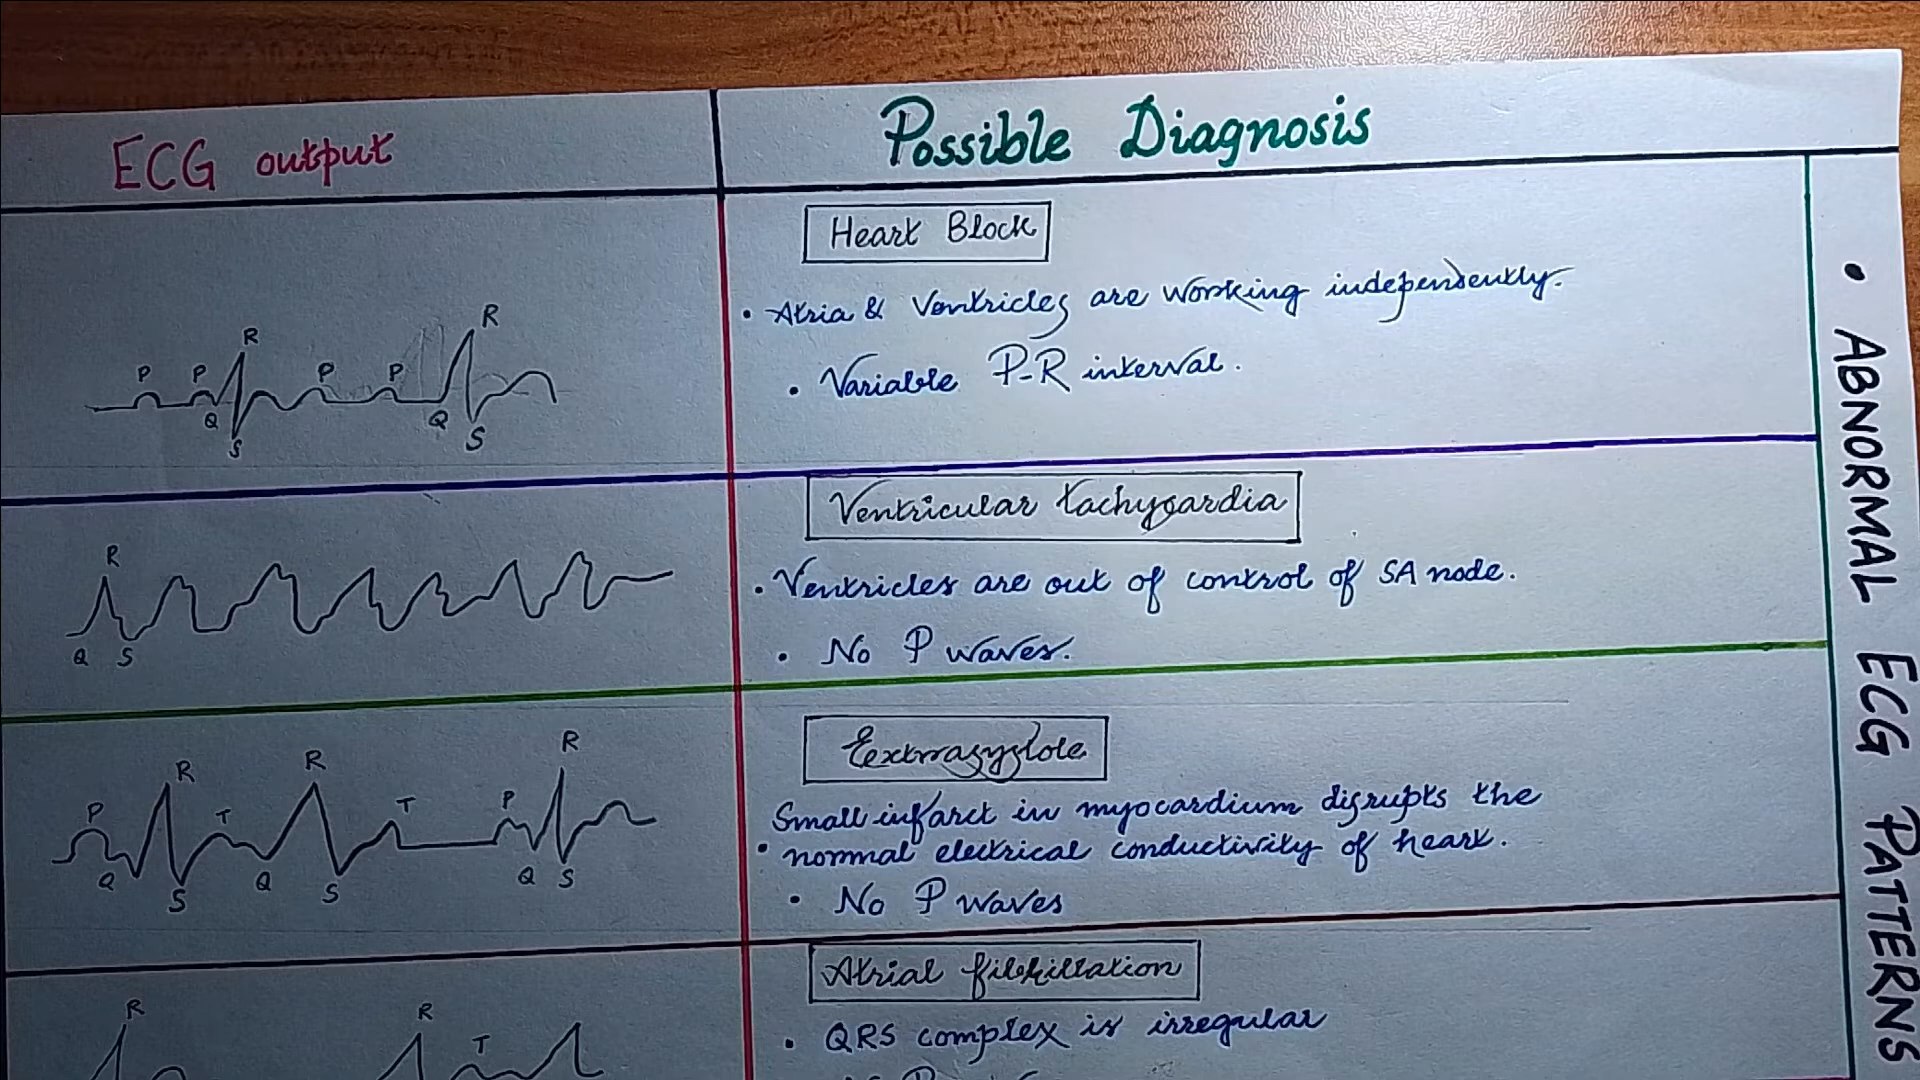 ECG output
Possible Diagnosis
Heart Block
• Atria & Ventricles are working independently.
• Variable P-R interval.
P P Q R S P P Q R S
Ventricular tachycardia
• Ventricles are out of control of SA node.
• No P waves.
Q R S
Small infarct in myocardium disrupts the
• normal electrical conductivity of heart.
• No P waves
P Q R S T Q R S T P Q R S
Atrial fibrillation
• QRS complex is irregular
R R T
• ABNORMAL ECG PATTERNS